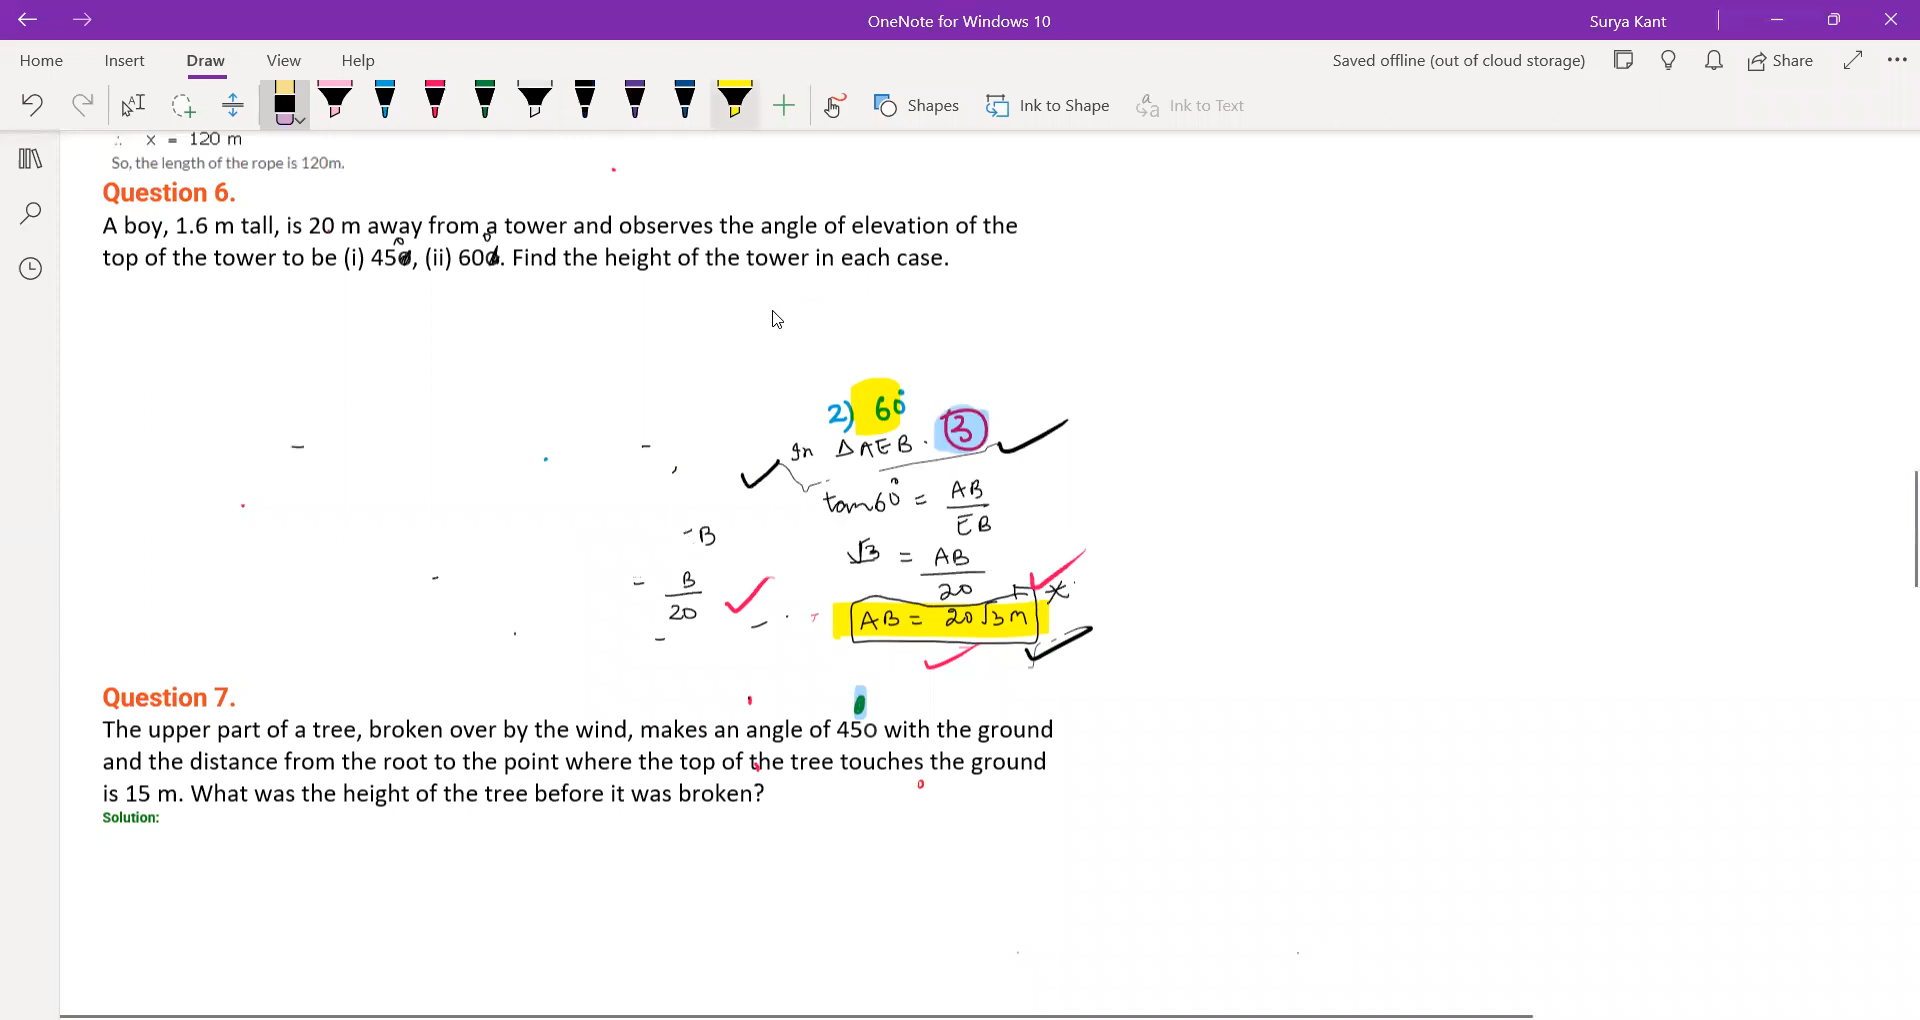 OneNote for Windows 10
Surya Kant
Home Insert Draw View Help
Saved offline (out of cloud storage) Share
Shapes Ink to Shape Ink to Text
∴ x = 120 m
So, the length of the rope is 120m.
Question 6.
A boy, 1.6 m tall, is 20 m away from a tower and observes the angle of elevation of the
top of the tower to be (i) 45°, (ii) 60°. Find the height of the tower in each case.
2) 60°
3
In △AEB.
tan60° = AB/EB
B
√3 = AB/20
B/20
AB = 20√3 m
Question 7.
The upper part of a tree, broken over by the wind, makes an angle of 45o with the ground
and the distance from the root to the point where the top of the tree touches the ground
is 15 m. What was the height of the tree before it was broken?
Solution: